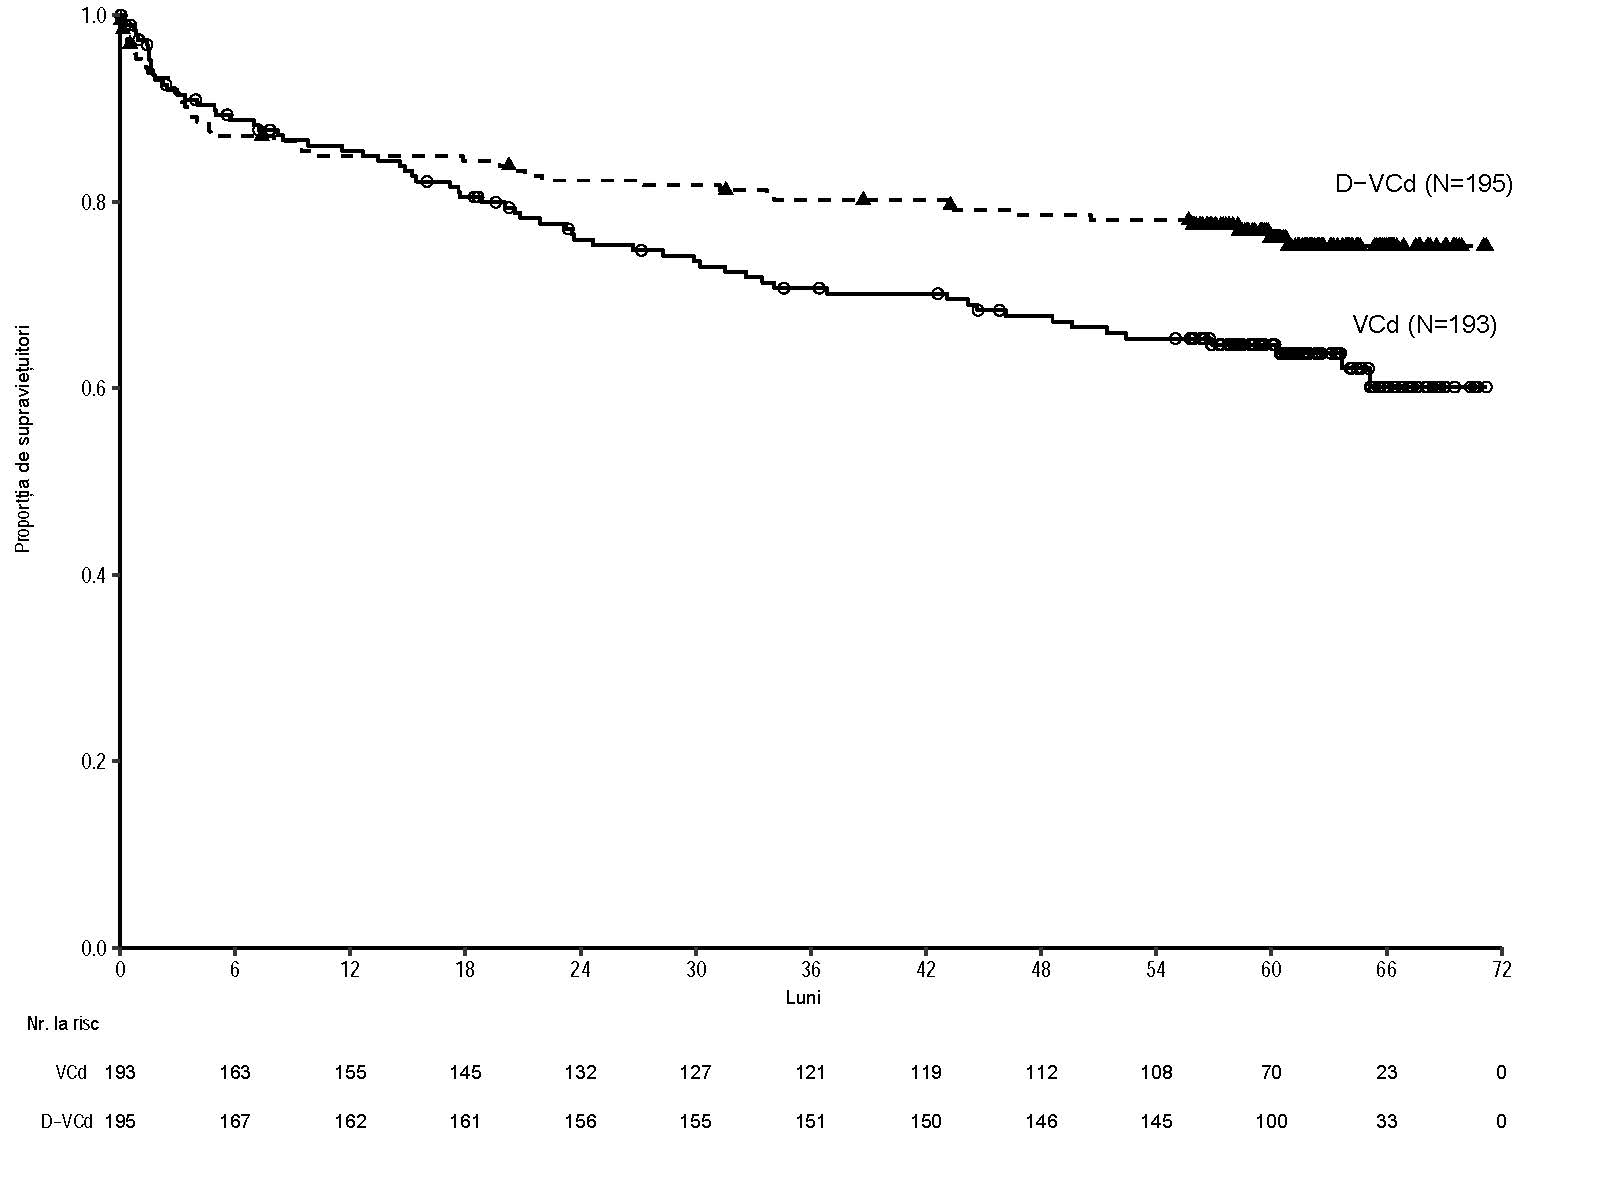 1.0
0.8
0.6
0.4
0.2
0.0
Proporția de supraviețuitori
D−VCd (N=195)
VCd (N=193)
0 6 12 18 24 30 36 42 48 54 60 66 72
Luni
Nr. la risc
VCd 193 163 155 145 132 127 121 119 112 108 70 23 0
D−VCd 195 167 162 161 156 155 151 150 146 145 100 33 0